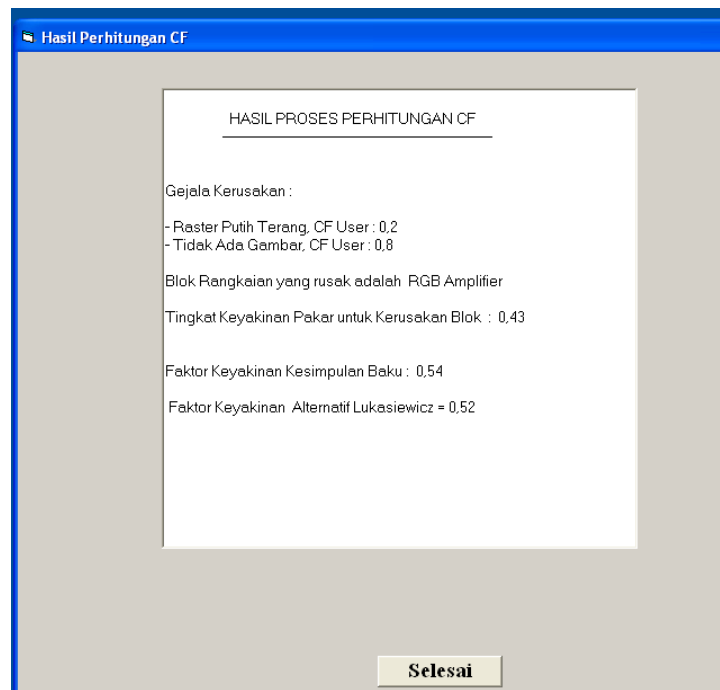 Hasil Perhitungan CF
HASIL PROSES PERHITUNGAN CF
Gejala Kerusakan :
- Raster Putih Terang, CF User : 0,2
- Tidak Ada Gambar, CF User : 0,8
Blok Rangkaian yang rusak adalah RGB Amplifier
Tingkat Keyakinan Pakar untuk Kerusakan Blok : 0,43
Faktor Keyakinan Kesimpulan Baku : 0,54
Faktor Keyakinan Alternatif Lukasiewicz = 0,52
Selesai